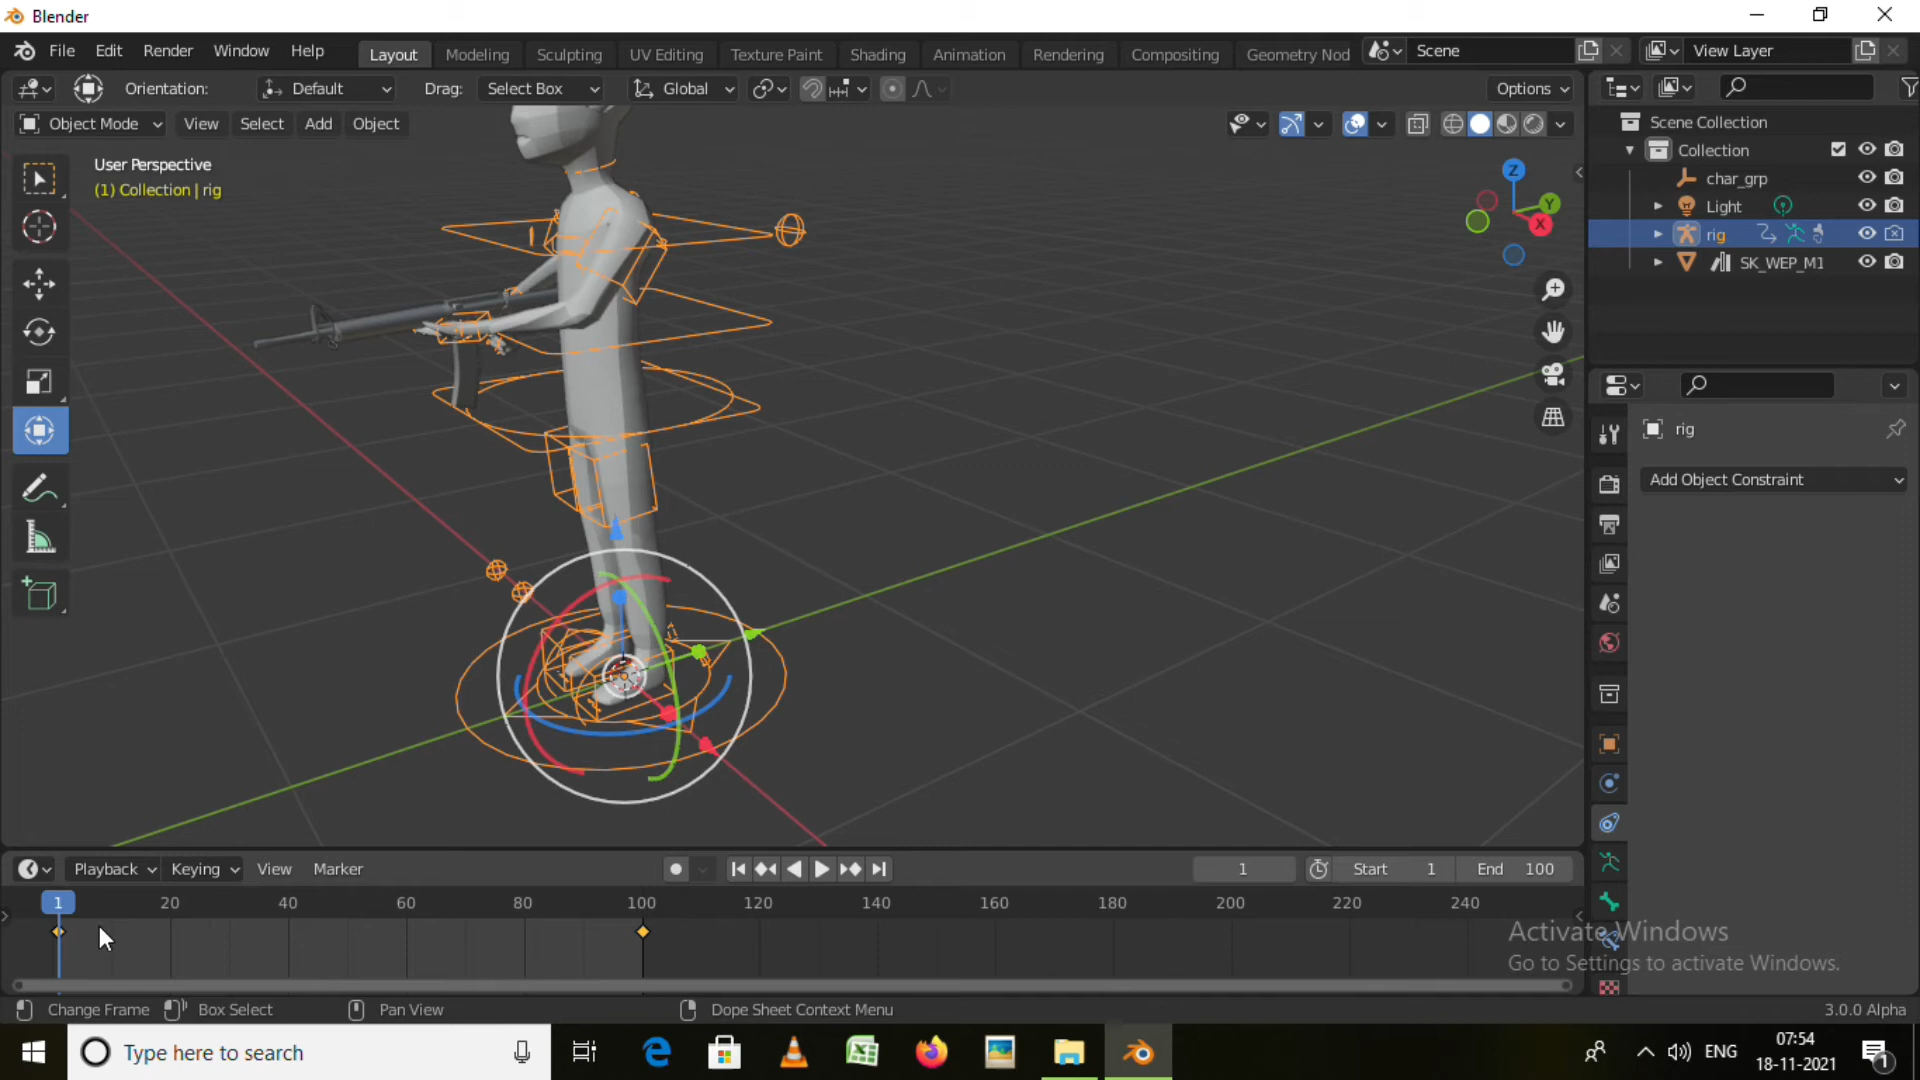 Blender
File Edit Render Window Help Layout Modeling Sculpting UV Editing Texture Paint Shading Animation Rendering Compositing Geometry Nod Scene View Layer
Orientation: Default Drag: Select Box Global Options
Object Mode View Select Add Object
User Perspective
(1) Collection | rig
Z
Y
X
Scene Collection
Collection
char_grp
Light
rig
SK_WEP_M1
rig
Add Object Constraint
Playback Keying View Marker 1 Start 1 End 100
1 20 40 60 80 100 120 140 160 180 200 220 240
Activate Windows
Go to Settings to activate Windows.
Change Frame Box Select Pan View Dope Sheet Context Menu 3.0.0 Alpha
Type here to search
ENG
07:54
18-11-2021
1